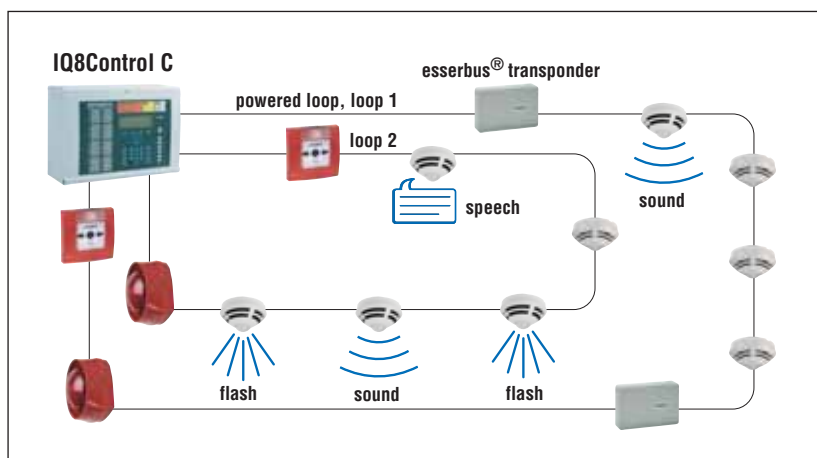 IQ8Control C
esserbus® transponder
powered loop, loop 1
loop 2
speech
sound
flash
sound
flash